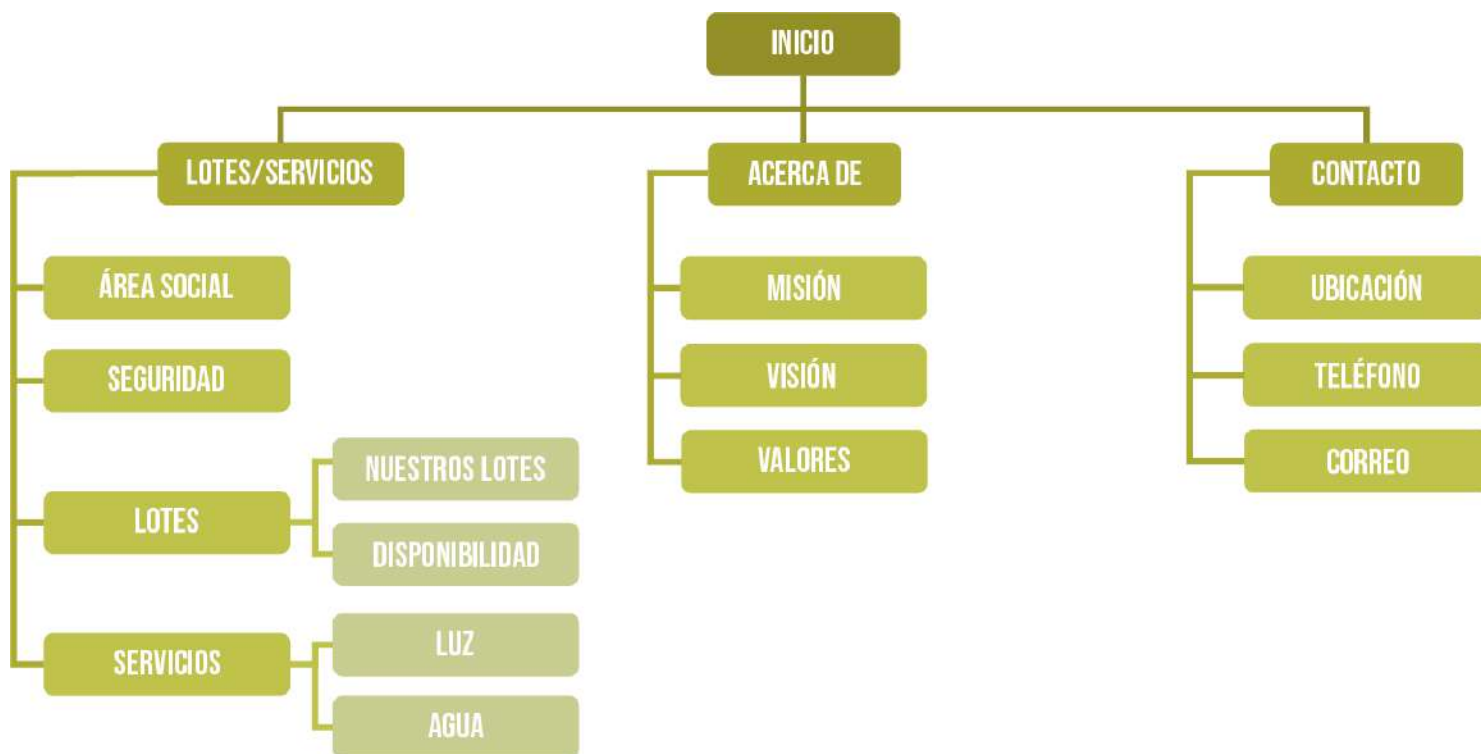 INICIO
LOTES/SERVICIOS
ACERCA DE
CONTACTO
ÁREA SOCIAL
SEGURIDAD
LOTES
NUESTROS LOTES
DISPONIBILIDAD
SERVICIOS
LUZ
AGUA
MISIÓN
VISIÓN
VALORES
UBICACIÓN
TELÉFONO
CORREO